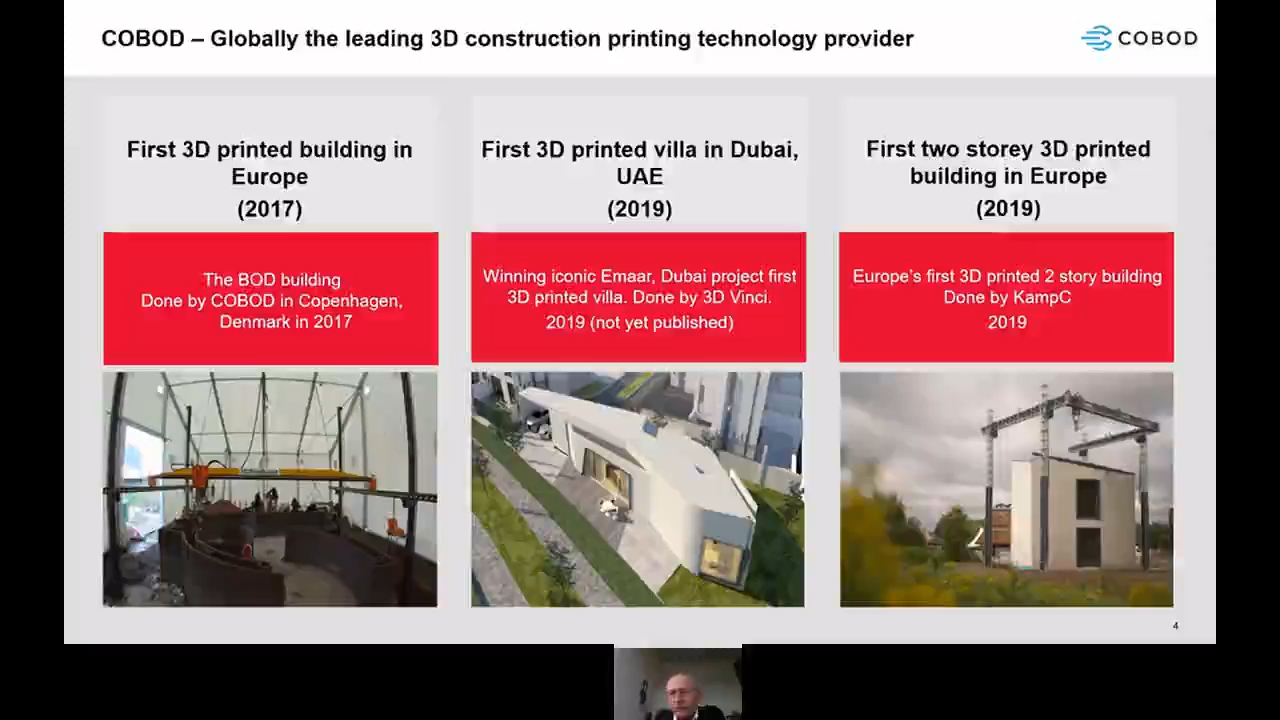 COBOD – Globally the leading 3D construction printing technology provider
COBOD
First 3D printed building in
Europe
(2017)
The BOD building
Done by COBOD in Copenhagen,
Denmark in 2017
First 3D printed villa in Dubai,
UAE
(2019)
Winning iconic Emaar, Dubai project first
3D printed villa. Done by 3D Vinci.
2019 (not yet published)
First two storey 3D printed
building in Europe
(2019)
Europe's first 3D printed 2 story building
Done by KampC
2019
4